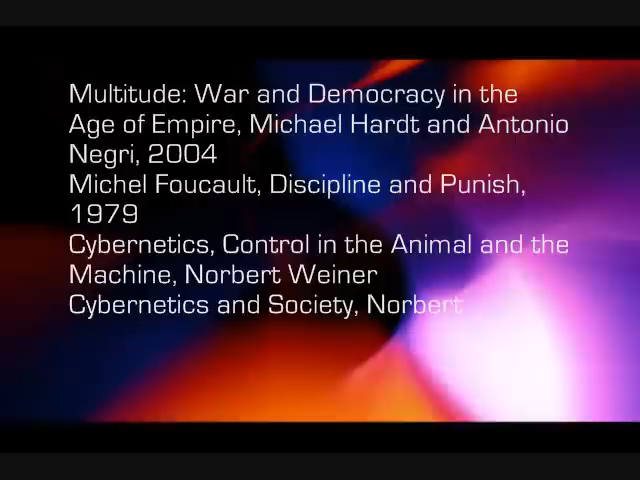 Multitude: War and Democracy in the
Age of Empire, Michael Hardt and Antonio
Negri, 2004
Michel Foucault, Discipline and Punish,
1979
Cybernetics, Control in the Animal and the
Machine, Norbert Weiner
Cybernetics and Society, Norbert